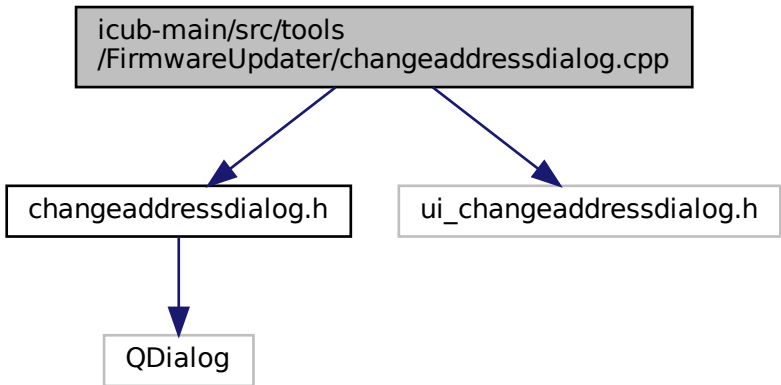 icub-main/src/tools
/FirmwareUpdater/changeaddressdialog.cpp
changeaddressdialog.h
ui_changeaddressdialog.h
QDialog